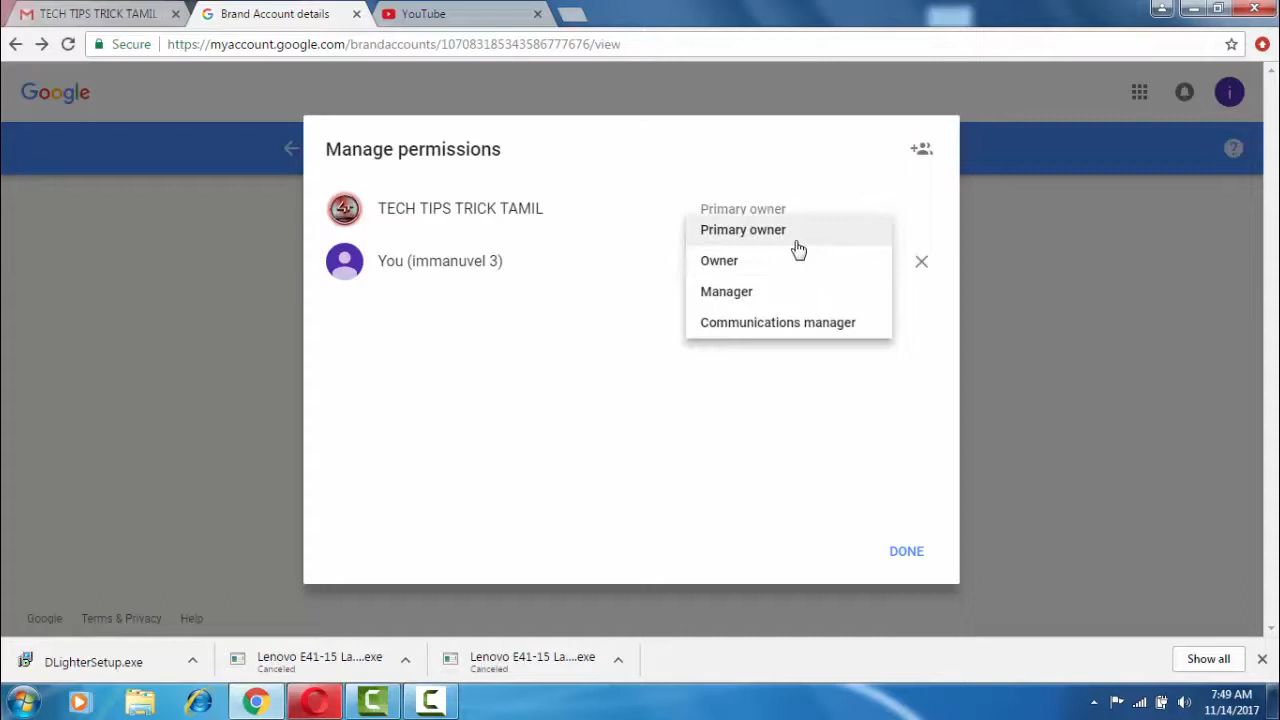 TECH TIPS TRICK TAMIL
Brand Account details
YouTube
Secure
https://myaccount.google.com/brandaccounts/107083185343586777676/view
Google
i
Manage permissions
TECH TIPS TRICK TAMIL
Primary owner
Primary owner
You (immanuvel 3)
Owner
Manager
Communications manager
DONE
Google
Terms & Privacy
Help
DLighterSetup.exe
Lenovo E41-15 La....exe
Canceled
Lenovo E41-15 La....exe
Canceled
Show all
7:49 AM
11/14/2017